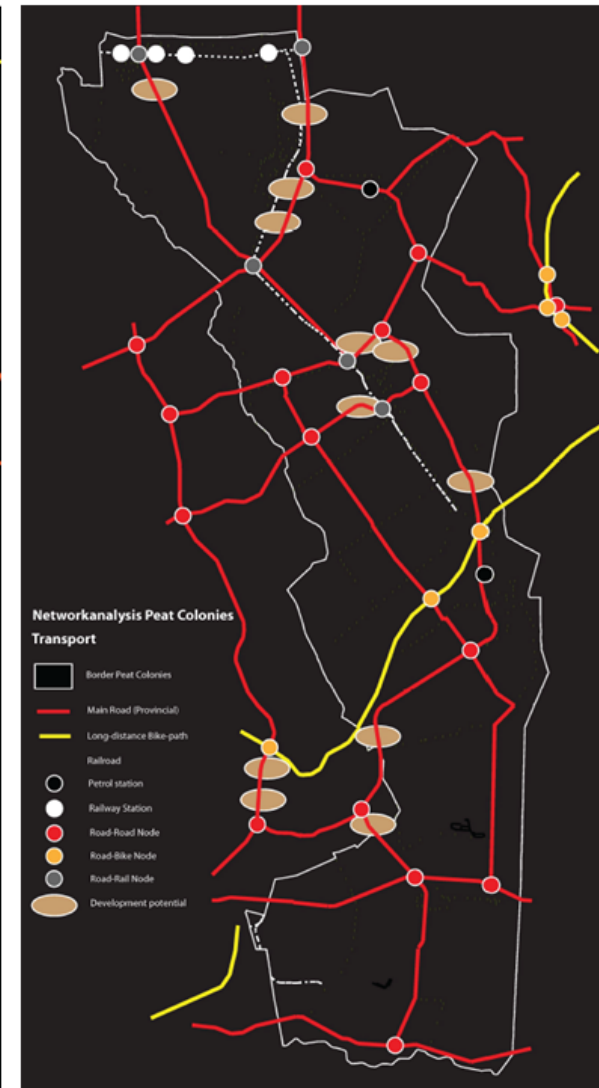 Networkanalysis Peat Colonies
Transport
Border Peat Colonies
Main Road (Provincial)
Long-distance Bike-path
Railroad
Petrol station
Railway Station
Road-Road Node
Road-Bike Node
Road-Rail Node
Development potential